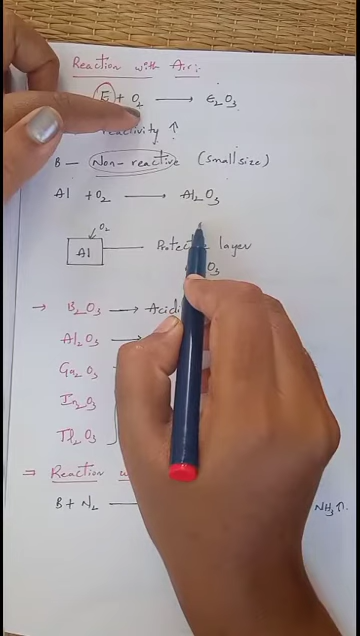 Reaction with Air:
E + O2 → E2O3
reactivity ↑
B – Non-reactive (small size)
Al + O2 → Al2O3
O2
Al — Protective layer
O3
→ B2O3 → Acidic
Al2O3 →
Ga2O3
In2O3
Tl2O3
⇒ Reaction
B + N2 → NH3 ↑.